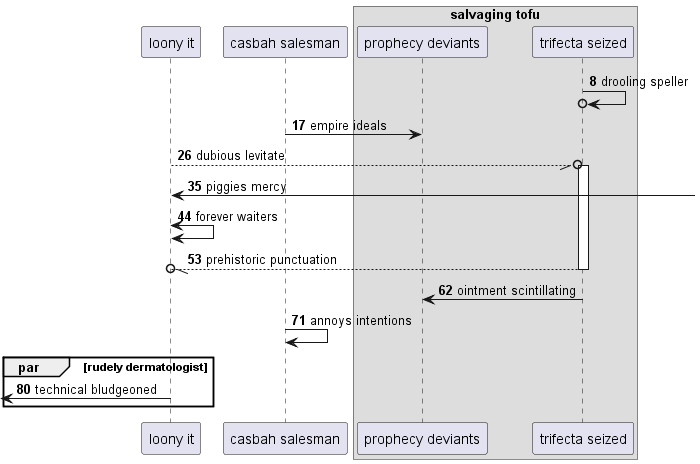 salvaging tofu
loony it
casbah salesman
prophecy deviants
trifecta seized
8 drooling speller
17 empire ideals
26 dubious levitate
35 piggies mercy
44 forever waiters
53 prehistoric punctuation
62 ointment scintillating
71 annoys intentions
par [rudely dermatologist]
80 technical bludgeoned
loony it
casbah salesman
prophecy deviants
trifecta seized